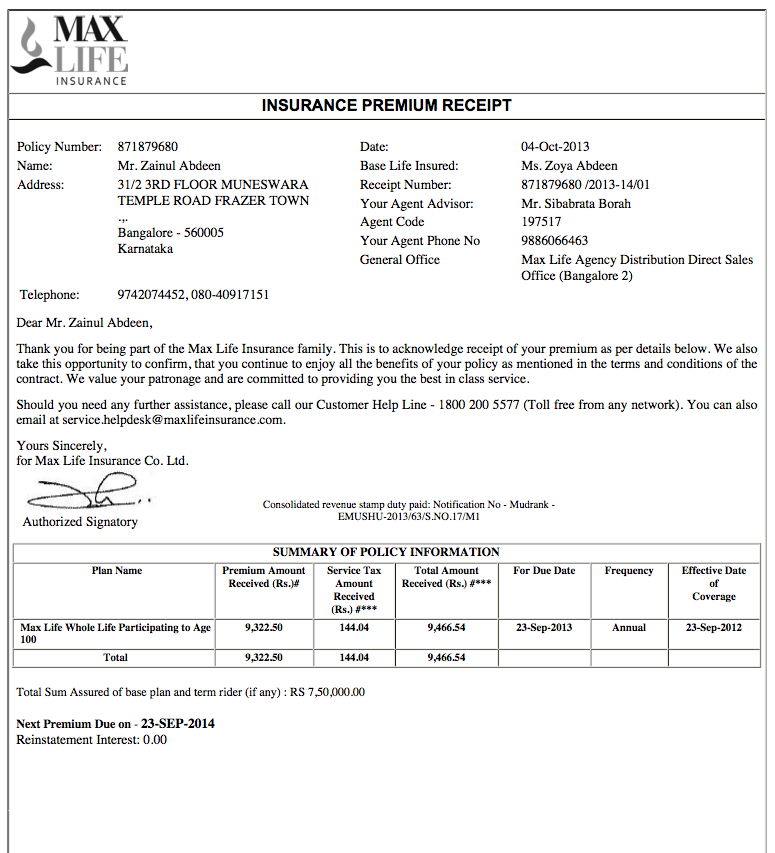 MAX
LIFE
INSURANCE
INSURANCE PREMIUM RECEIPT
Policy Number: 871879680
Name: Mr. Zainul Abdeen
Address: 31/2 3RD FLOOR MUNESWARA
TEMPLE ROAD FRAZER TOWN
.,.
Bangalore - 560005
Karnataka
Telephone: 9742074452, 080-40917151
Date: 04-Oct-2013
Base Life Insured: Ms. Zoya Abdeen
Receipt Number: 871879680 /2013-14/01
Your Agent Advisor: Mr. Sibabrata Borah
Agent Code 197517
Your Agent Phone No 9886066463
General Office Max Life Agency Distribution Direct Sales
Office (Bangalore 2)
Dear Mr. Zainul Abdeen,
Thank you for being part of the Max Life Insurance family. This is to acknowledge receipt of your premium as per details below. We also
take this opportunity to confirm, that you continue to enjoy all the benefits of your policy as mentioned in the terms and conditions of the
contract. We value your patronage and are committed to providing you the best in class service.
Should you need any further assistance, please call our Customer Help Line - 1800 200 5577 (Toll free from any network). You can also
email at service.helpdesk@maxlifeinsurance.com.
Yours Sincerely,
for Max Life Insurance Co. Ltd.
Authorized Signatory
Consolidated revenue stamp duty paid: Notification No - Mudrank -
EMUSHU-2013/63/S.NO.17/M1
SUMMARY OF POLICY INFORMATION
Plan Name
Premium Amount
Received (Rs.)#
Service Tax
Amount
Received
(Rs.) #***
Total Amount
Received (Rs.) #***
For Due Date
Frequency
Effective Date
of
Coverage
Max Life Whole Life Participating to Age
100
9,322.50
144.04
9,466.54
23-Sep-2013
Annual
23-Sep-2012
Total 9,322.50 144.04 9,466.54
Total Sum Assured of base plan and term rider (if any) : RS 7,50,000.00
Next Premium Due on - 23-SEP-2014
Reinstatement Interest: 0.00